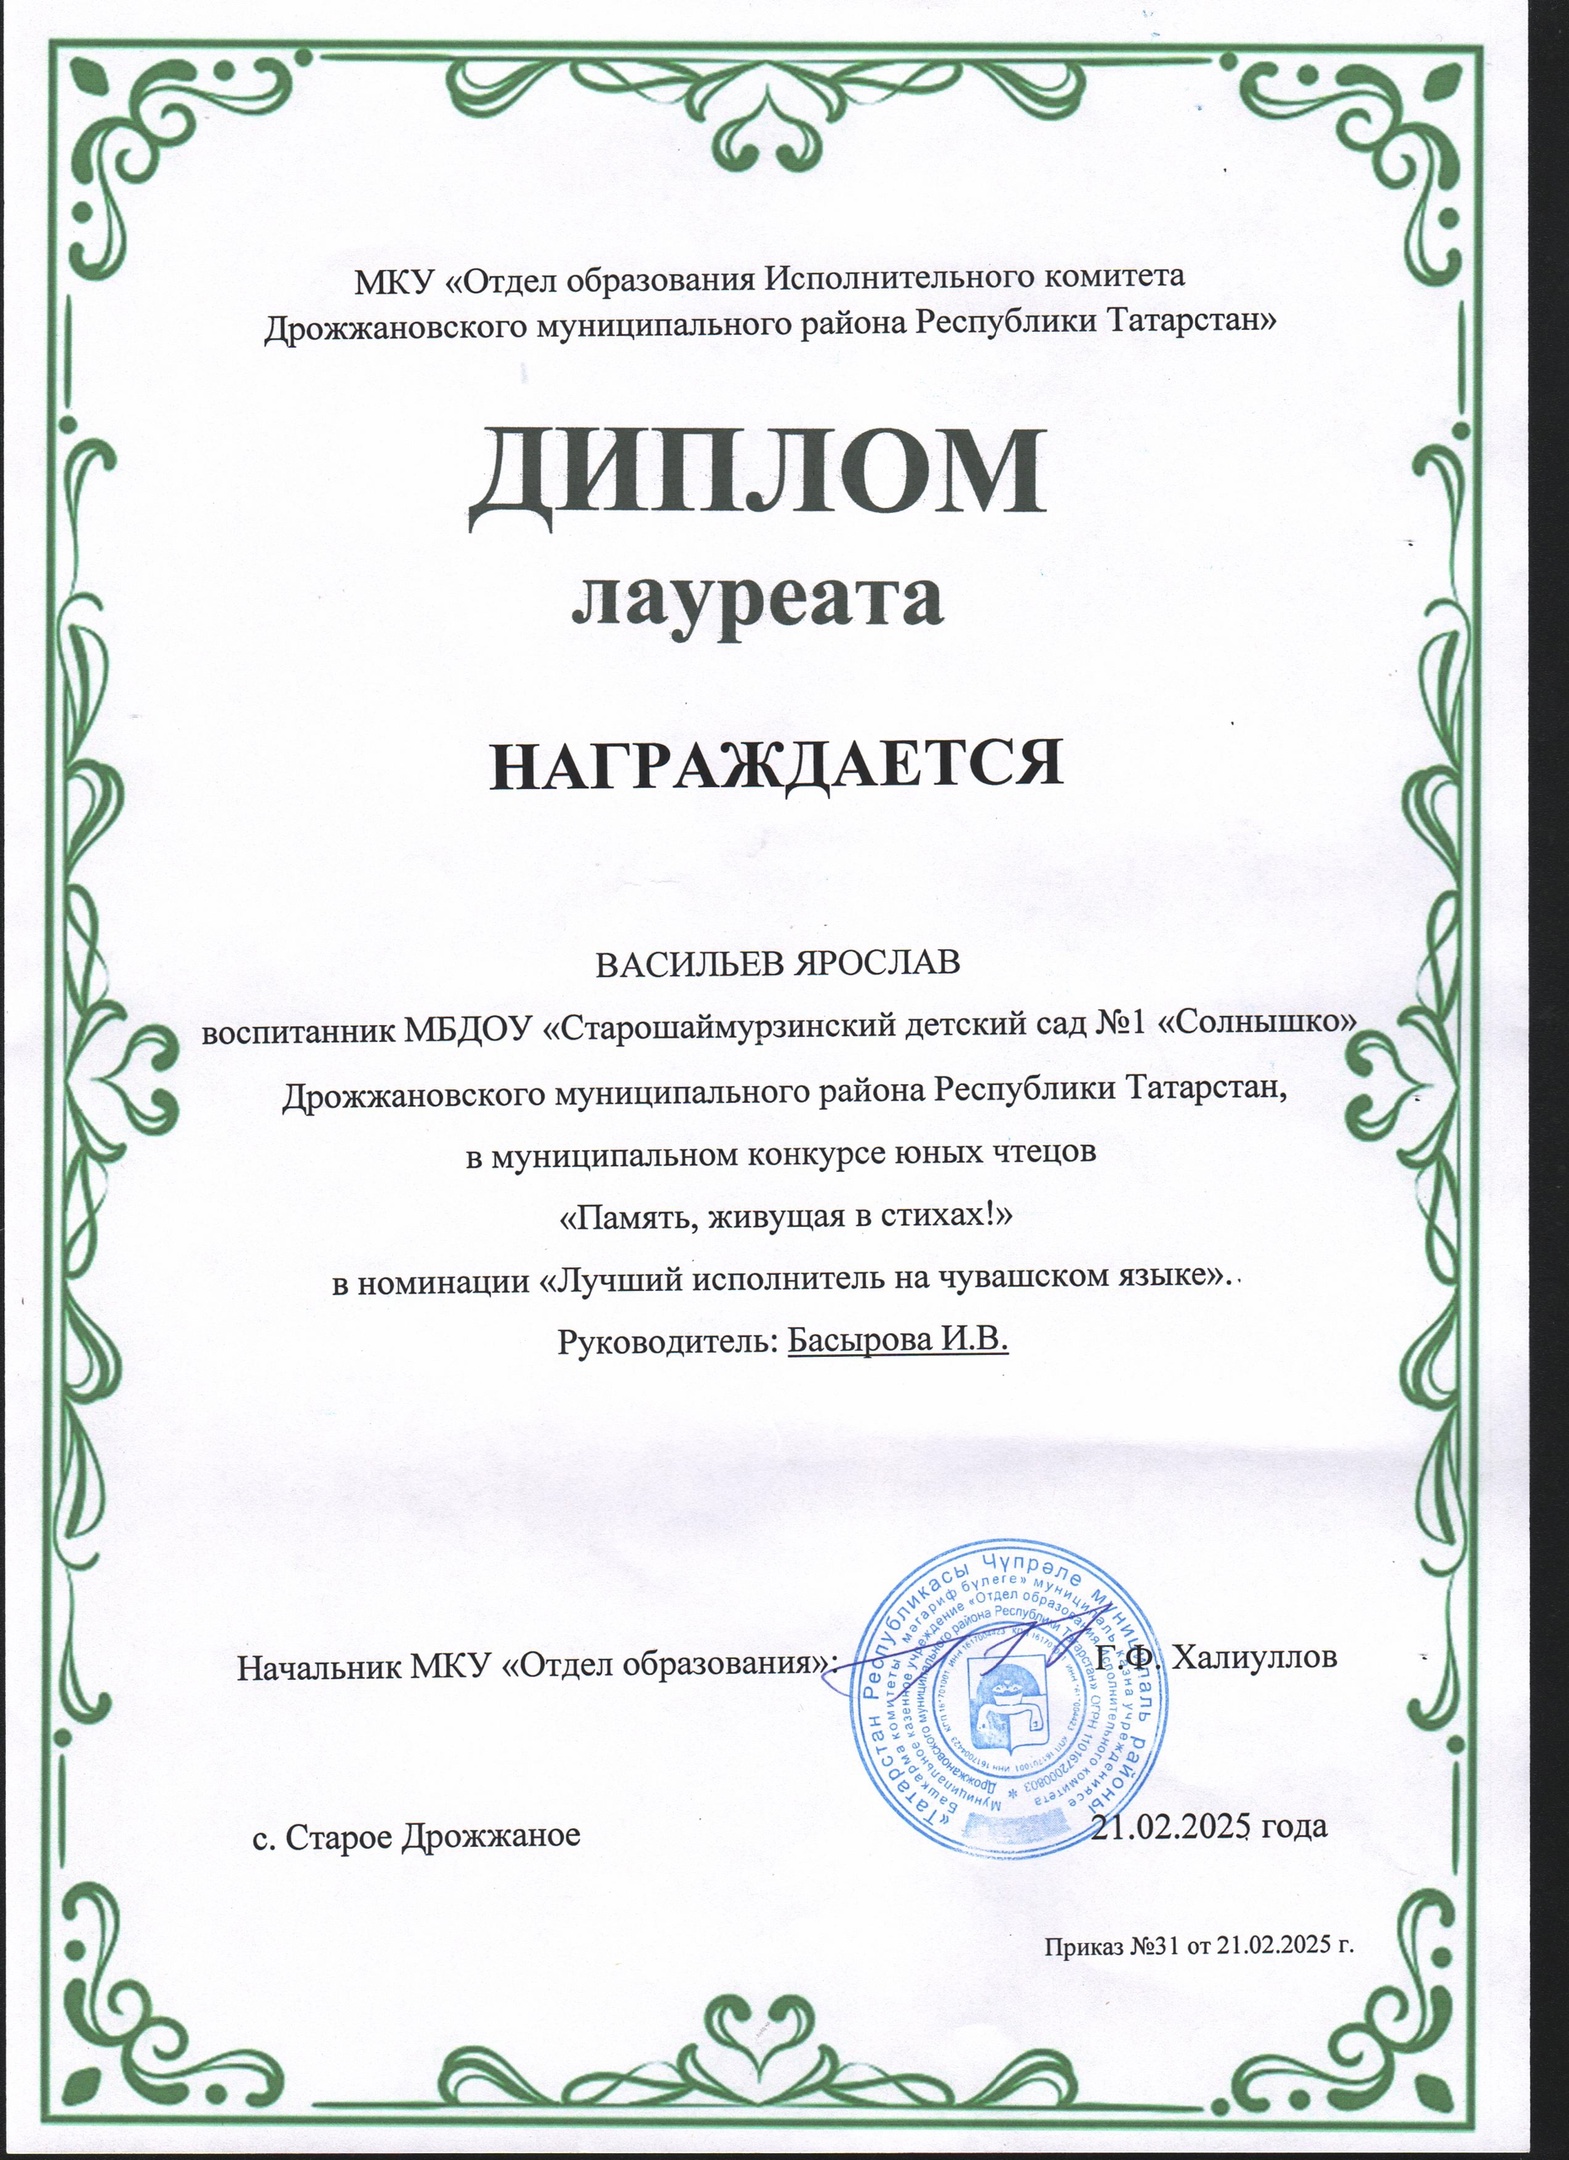 МКУ «Отдел образования Исполнительного комитета
Дрожжановского муниципального района Республики Татарстан»
ДИПЛОМ
лауреата
НАГРАЖДАЕТСЯ
ВАСИЛЬЕВ ЯРОСЛАВ
воспитанник МБДОУ «Старошаймурзинский детский сад №1 «Солнышко»
Дрожжановского муниципального района Республики Татарстан,
в муниципальном конкурсе юных чтецов
«Память, живущая в стихах!»
в номинации «Лучший исполнитель на чувашском языке».
Руководитель: Басырова И.В.
Начальник МКУ «Отдел образования»: Г.Ф. Халиуллов
«Татарстан Республикасы Чүпрәле муниципаль районы
Башкарма комитеты мәгариф бүлеге» муниципаль казна учреждениясе
Муниципальное казенное учреждение «Отдел образования Исполнительного комитета
Дрожжановского муниципального района Республики Татарстан» ОГРН 1101672000803
с. Старое Дрожжаное 21.02.2025 года
Приказ №31 от 21.02.2025 г.